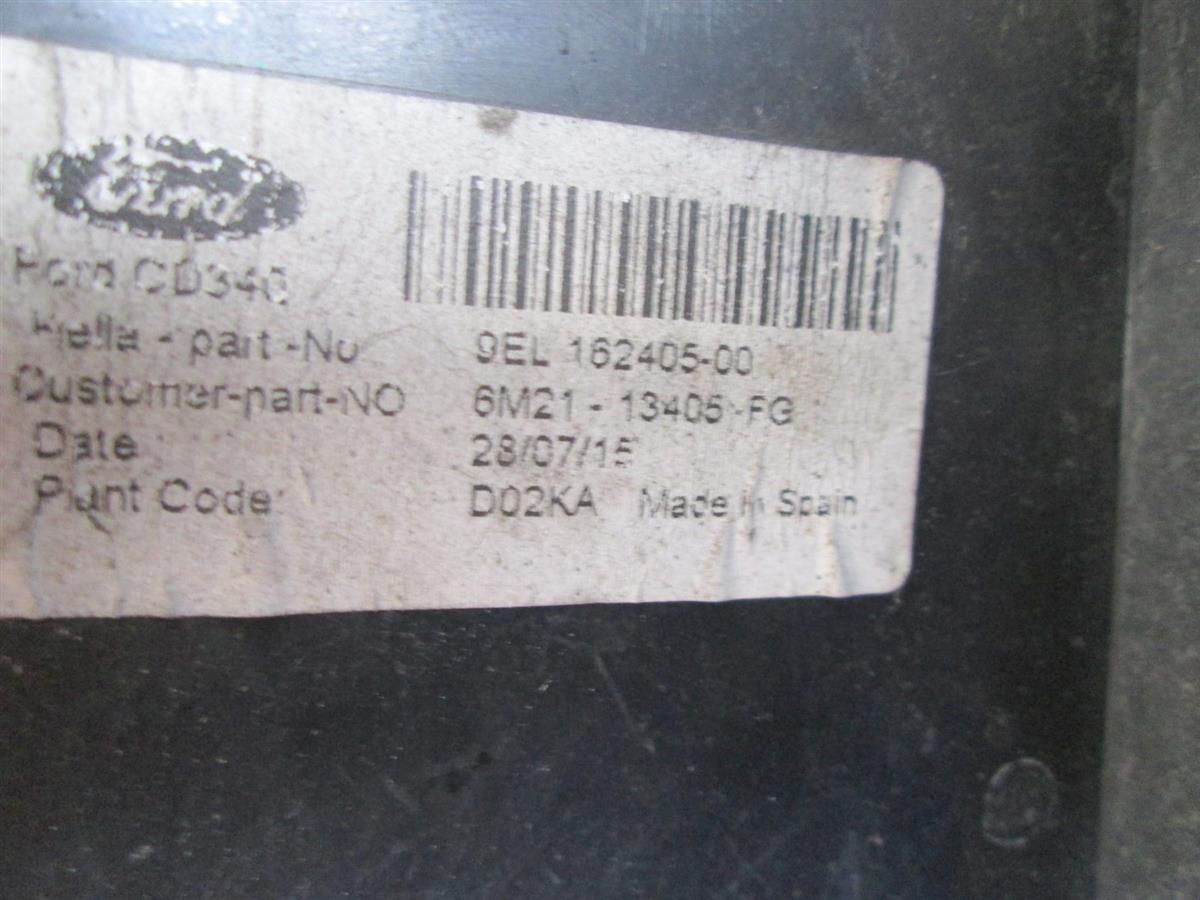 Ford
Ford CD340
Hella - part -No 9EL 162405-00
Customer-part-NO 6M21 - 13405-FG
Date 28/07/15
Plant Code: D02KA Made in Spain